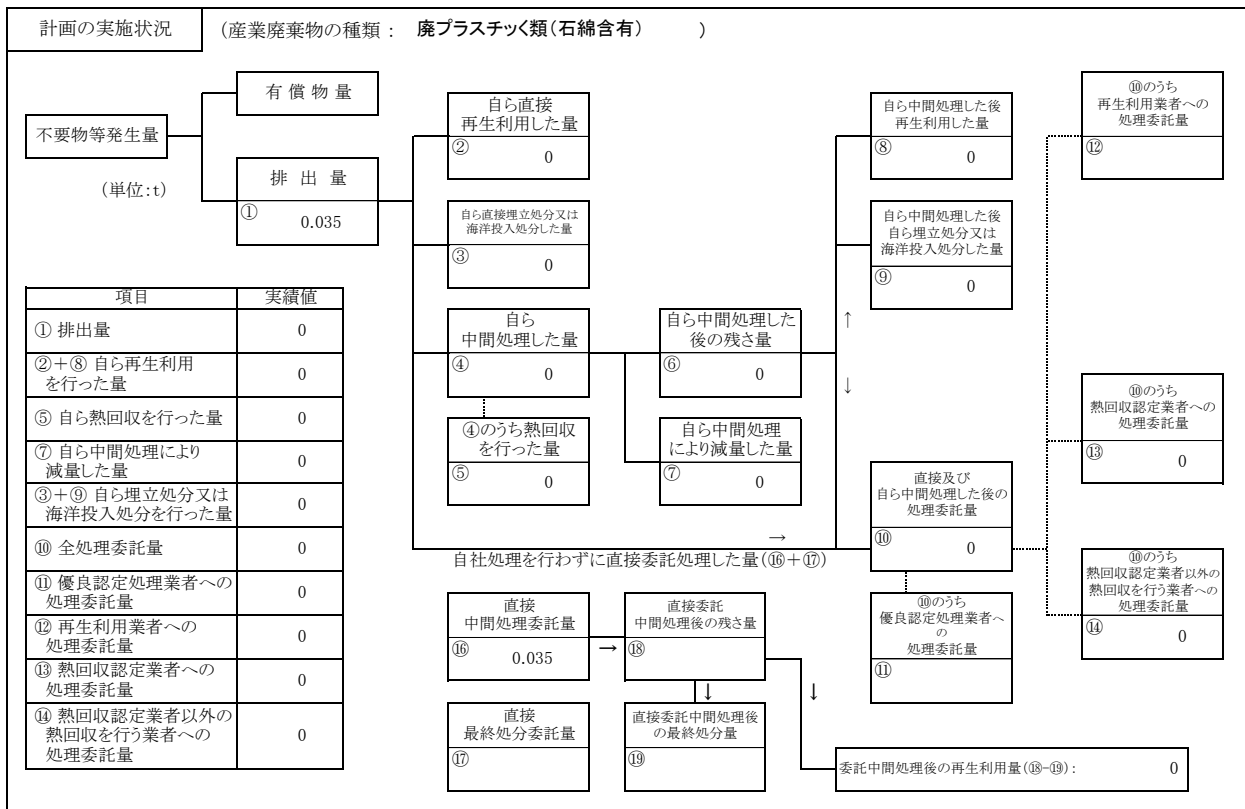 計画の実施状況
(産業廃棄物の種類： 廃プラスチック類(石綿含有) )
不要物等発生量
(単位:t)
有 償 物 量
排 出 量
① 0.035
自ら直接
再生利用した量
② 0
自ら直接埋立処分又は
海洋投入処分した量
③ 0
自ら
中間処理した量
④ 0
④のうち熱回収
を行った量
⑤ 0
自ら中間処理した
後の残さ量
⑥ 0
自ら中間処理
により減量した量
⑦ 0
自ら中間処理した後
再生利用した量
⑧ 0
自ら中間処理した後
自ら埋立処分又は
海洋投入処分した量
⑨ 0
↑
↓
直接及び
自ら中間処理した後の
処理委託量
⑩ 0
⑩のうち
優良認定処理業者へ
の
処理委託量
⑪
⑩のうち
再生利用業者への
処理委託量
⑫
⑩のうち
熱回収認定業者への
処理委託量
⑬ 0
⑩のうち
熱回収認定業者以外の
熱回収を行う業者への
処理委託量
⑭ 0
→
自社処理を行わずに直接委託処理した量(⑯+⑰)
直接
中間処理委託量
⑯ 0.035
→
直接委託
中間処理後の残さ量
⑱
↓
↓
直接
最終処分委託量
⑰
直接委託中間処理後
の最終処分量
⑲
委託中間処理後の再生利用量(⑱-⑲)： 0
項目 実績値
① 排出量 0
②+⑧ 自ら再生利用
を行った量 0
⑤ 自ら熱回収を行った量 0
⑦ 自ら中間処理により
減量した量 0
③+⑨ 自ら埋立処分又は
海洋投入処分を行った量 0
⑩ 全処理委託量 0
⑪ 優良認定処理業者への
処理委託量 0
⑫ 再生利用業者への
処理委託量 0
⑬ 熱回収認定業者への
処理委託量 0
⑭ 熱回収認定業者以外の
熱回収を行う業者への
処理委託量 0